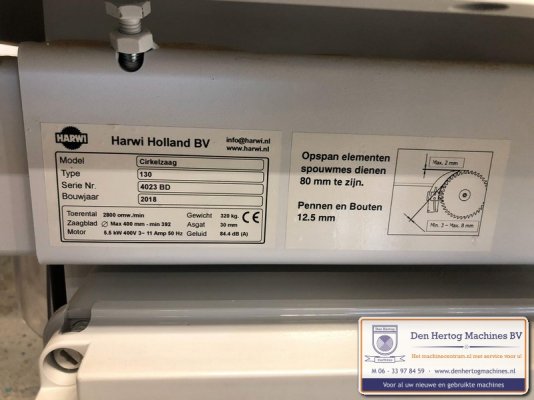 HARWI
Harwi Holland BV
info@harwi.nl
www.harwi.nl
Model Cirkelzaag
Type 130
Serie Nr. 4023 BD
Bouwjaar 2018
Toerental 2800 omw./min Gewicht 320 kg.
Zaagblad Ø Max 400 mm - min 392 Asgat 30 mm
Motor 5.5 kW 400V 3~ 11 Amp 50 Hz Geluid 84.4 dB (A)
CE
Opspan elementen
spouwmes dienen
80 mm te zijn.
Pennen en Bouten
12.5 mm
Max. 2 mm
Min. 3 - Max. 8 mm
Den Hertog Machines BV
Het machinecentrum.nl met service voor u!
M 06 - 33 97 84 59 · www.denhertogmachines.nl
Voor al uw nieuwe en gebruikte machines